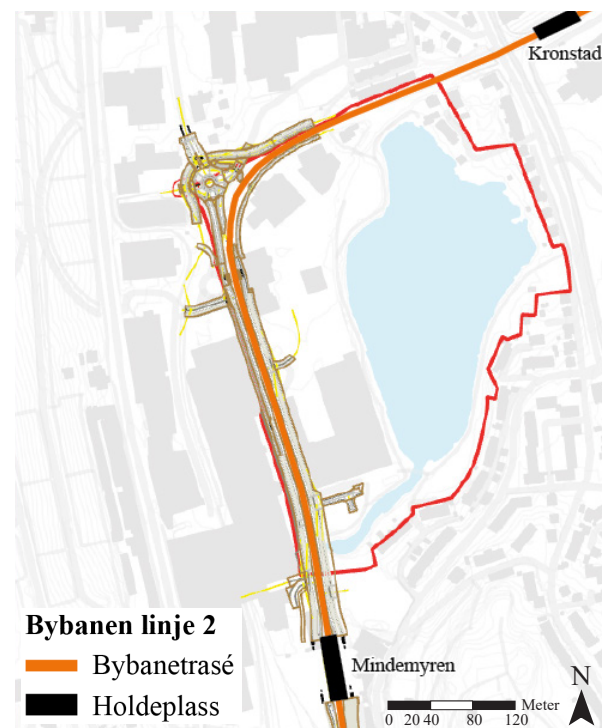 Kronstad
Bybanen linje 2
Bybanetrasé
Holdeplass
Mindemyren
N
Meter
0 20 40 80 120